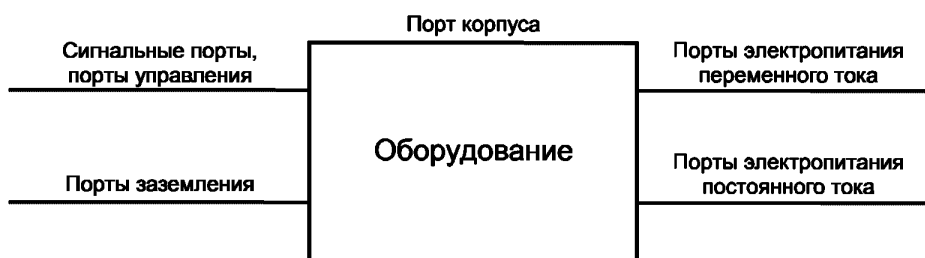 Порт корпуса
Сигнальные порты,
порты управления
Порты электропитания
переменного тока
Оборудование
Порты заземления
Порты электропитания
постоянного тока